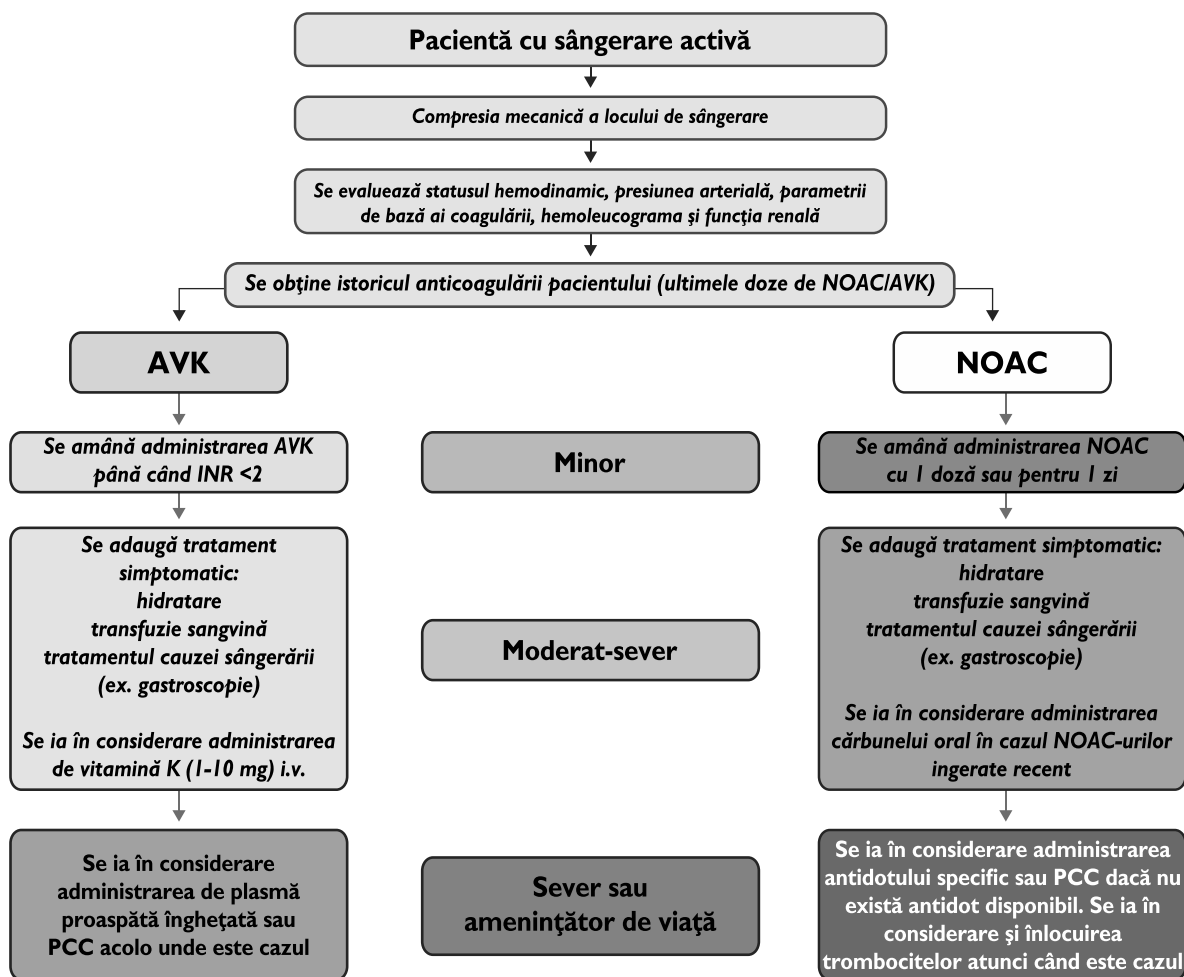 Pacientă cu sângerare activă
Compresia mecanică a locului de sângerare
Se evaluează statusul hemodinamic, presiunea arterială, parametrii
de bază ai coagulării, hemoleucograma şi funcţia renală
Se obţine istoricul anticoagulării pacientului (ultimele doze de NOAC/AVK)
AVK
NOAC
Se amână administrarea AVK
până când INR <2
Minor
Se amână administrarea NOAC
cu 1 doză sau pentru 1 zi
Se adaugă tratament
simptomatic:
hidratare
transfuzie sangvină
tratamentul cauzei sângerării
(ex. gastroscopie)
Se ia în considerare administrarea
de vitamină K (1-10 mg) i.v.
Moderat-sever
Se adaugă tratament simptomatic:
hidratare
transfuzie sangvină
tratamentul cauzei sângerării
(ex. gastroscopie)
Se ia în considerare administrarea
cărbunelui oral în cazul NOAC-urilor
ingerate recent
Se ia în considerare
administrarea de plasmă
proaspătă îngheţată sau
PCC acolo unde este cazul
Sever sau
ameninţător de viaţă
Se ia în considerare administrarea
antidotului specific sau PCC dacă nu
există antidot disponibil. Se ia în
considerare şi înlocuirea
trombocitelor atunci când este cazul